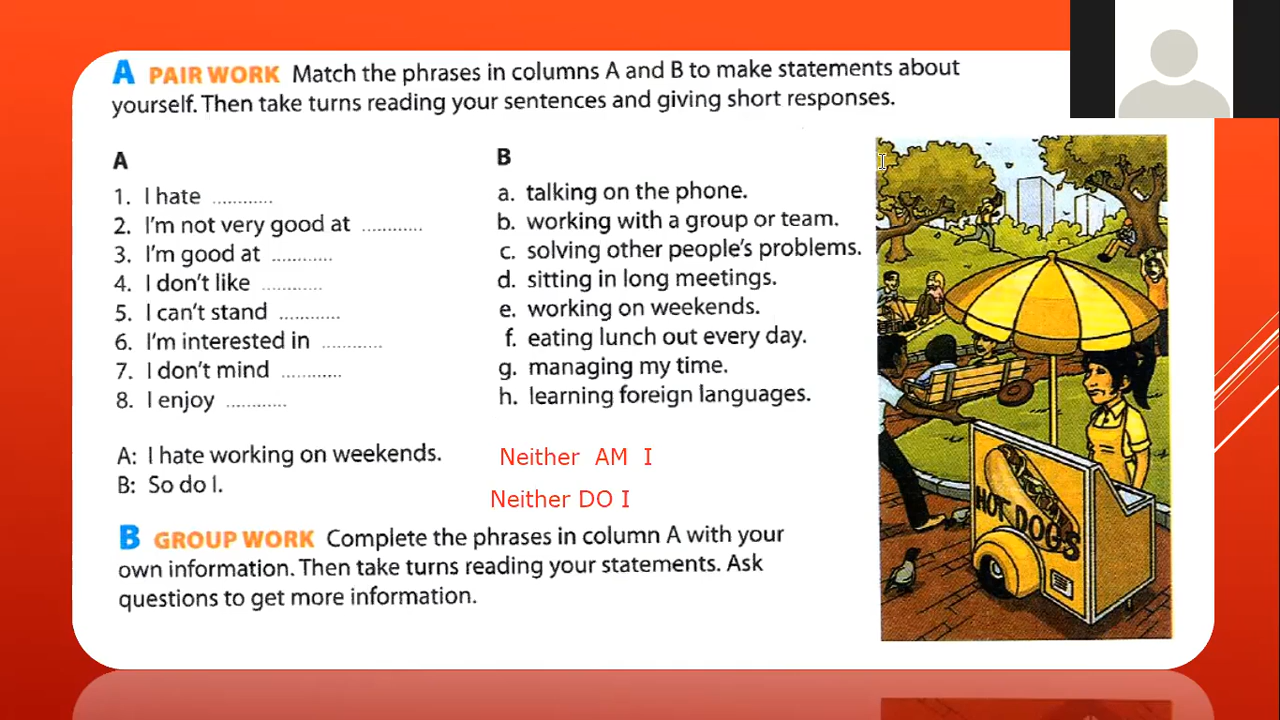 A PAIR WORK Match the phrases in columns A and B to make statements about
yourself. Then take turns reading your sentences and giving short responses.
A
1. I hate ............
2. I'm not very good at ............
3. I'm good at ............
4. I don't like ............
5. I can't stand ............
6. I'm interested in ............
7. I don't mind ............
8. I enjoy ............
B
a. talking on the phone.
b. working with a group or team.
c. solving other people's problems.
d. sitting in long meetings.
e. working on weekends.
f. eating lunch out every day.
g. managing my time.
h. learning foreign languages.
A: I hate working on weekends.
B: So do I.
Neither AM I
Neither DO I
B GROUP WORK Complete the phrases in column A with your
own information. Then take turns reading your statements. Ask
questions to get more information.
HOT DOGS